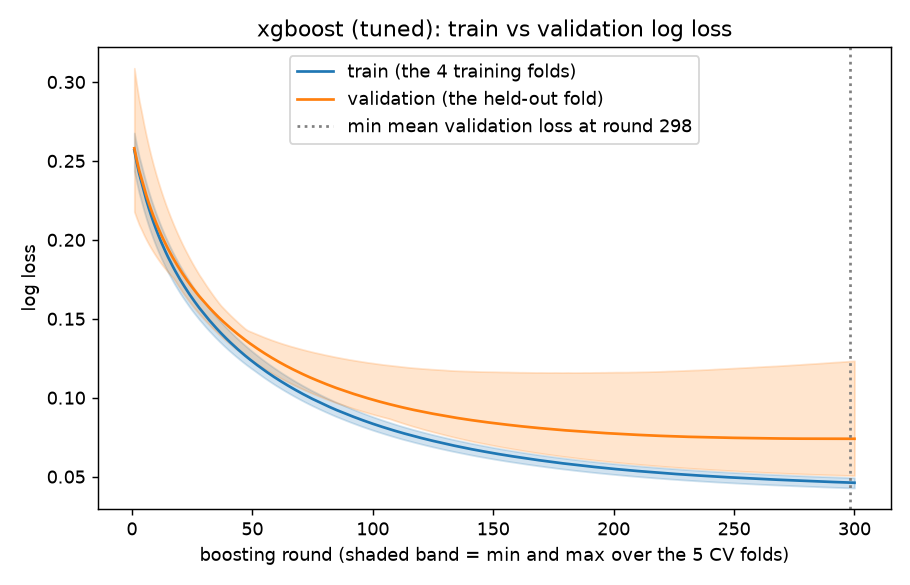 xgboost (tuned): train vs validation log loss
train (the 4 training folds)
validation (the held-out fold)
min mean validation loss at round 298
log loss
0.30
0.25
0.20
0.15
0.10
0.05
0 50 100 150 200 250 300
boosting round (shaded band = min and max over the 5 CV folds)